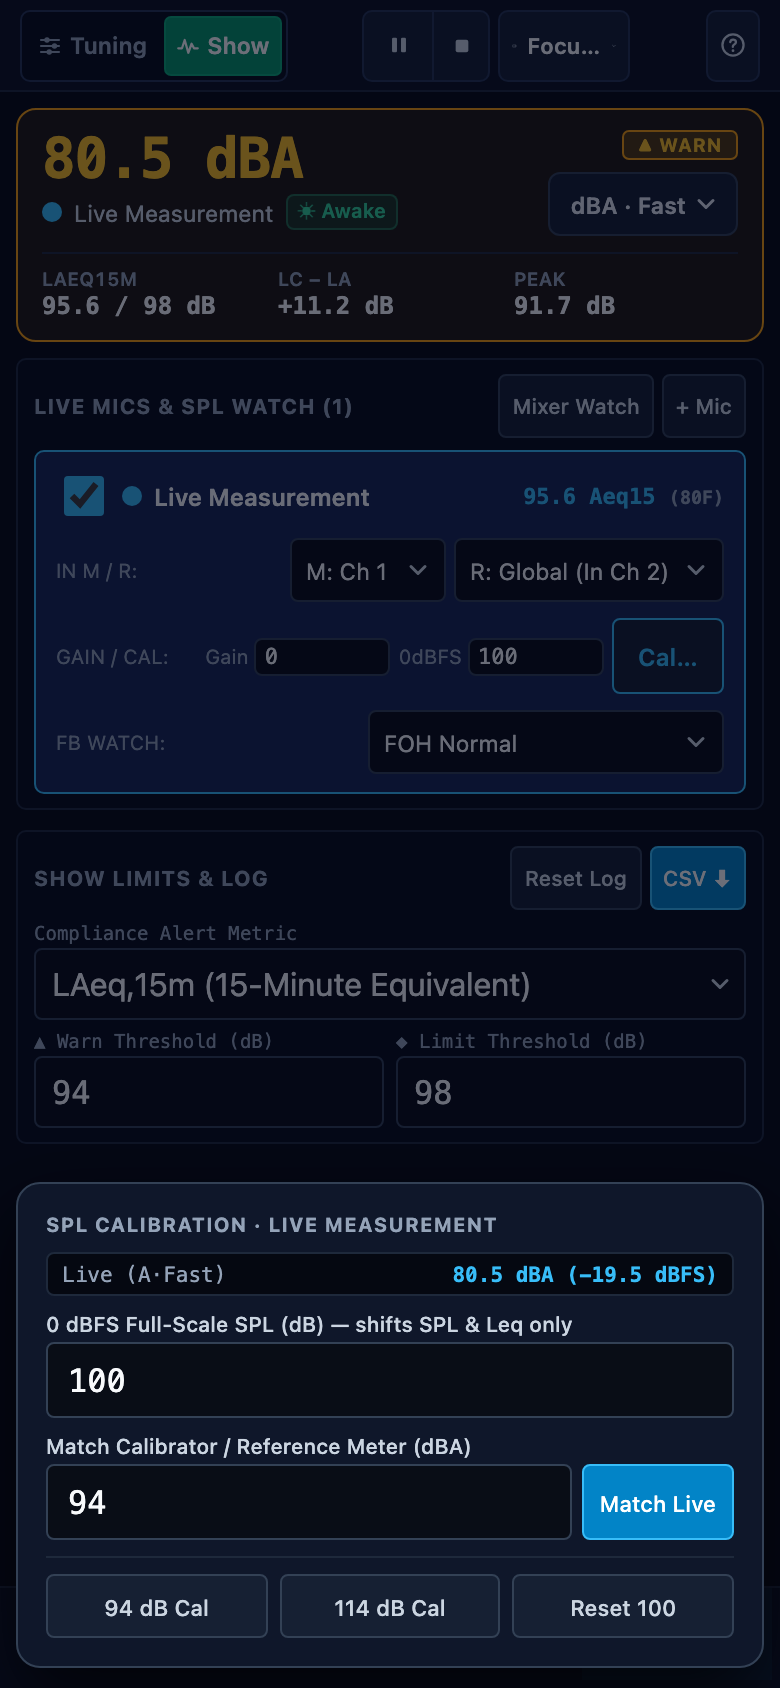 Tuning Show Focu...
80.5 dBA
▲ WARN
Live Measurement Awake
dBA · Fast
LAEQ15M LC – LA PEAK
95.6 / 98 dB +11.2 dB 91.7 dB
LIVE MICS & SPL WATCH (1) Mixer Watch + Mic
Live Measurement 95.6 Aeq15 (80F)
IN M / R: M: Ch 1 R: Global (In Ch 2)
GAIN / CAL: Gain 0 0dBFS 100 Cal...
FB WATCH: FOH Normal
SHOW LIMITS & LOG Reset Log CSV ⬇
Compliance Alert Metric
LAeq,15m (15-Minute Equivalent)
▲ Warn Threshold (dB) ◆ Limit Threshold (dB)
94 98
SPL CALIBRATION · LIVE MEASUREMENT
Live (A·Fast) 80.5 dBA (−19.5 dBFS)
0 dBFS Full-Scale SPL (dB) — shifts SPL & Leq only
100
Match Calibrator / Reference Meter (dBA)
94 Match Live
94 dB Cal 114 dB Cal Reset 100